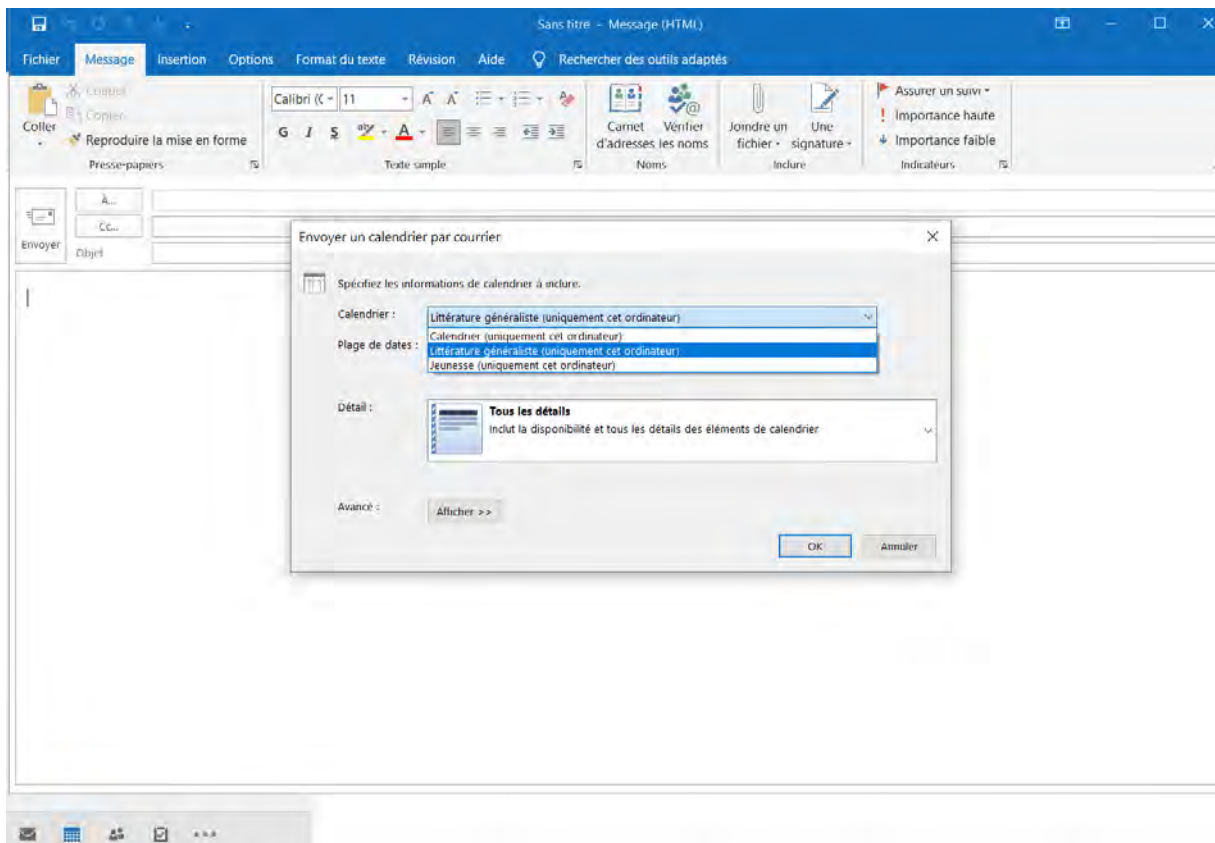 Sans titre – Message (HTML)
Fichier Message Insertion Options Format du texte Révision Aide Rechercher des outils adaptés
Couper
Copier
Coller
Reproduire la mise en forme
Presse-papiers
Calibri (C 11
G I S
Texte simple
Carnet Vérifier
d'adresses les noms
Noms
Joindre un Une
fichier signature
Inclure
Assurer un suivi
Importance haute
Importance faible
Indicateurs
Envoyer
À...
Cc...
Objet
Envoyer un calendrier par courrier
Spécifiez les informations de calendrier à inclure.
Calendrier : Littérature généraliste (uniquement cet ordinateur)
Calendrier (uniquement cet ordinateur)
Plage de dates : Littérature généraliste (uniquement cet ordinateur)
Jeunesse (uniquement cet ordinateur)
Détail : Tous les détails
Inclut la disponibilité et tous les détails des éléments de calendrier
Avancé : Afficher >>
OK Annuler